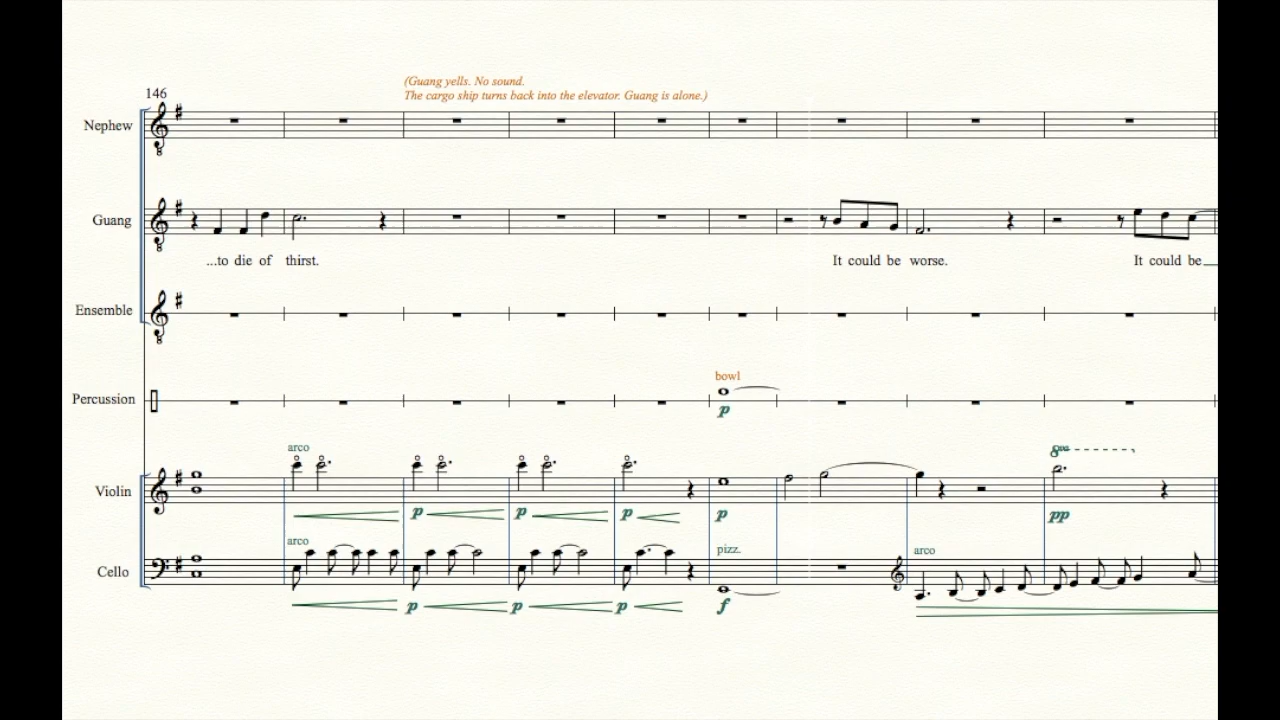 (Guang yells. No sound.
The cargo ship turns back into the elevator. Guang is alone.)
146
Nephew
Guang
...to die of thirst. It could be worse. It could be
Ensemble
bowl
Percussion
p
arco
8va
Violin
p p p p pp
arco pizz. arco
Cello
p p p f